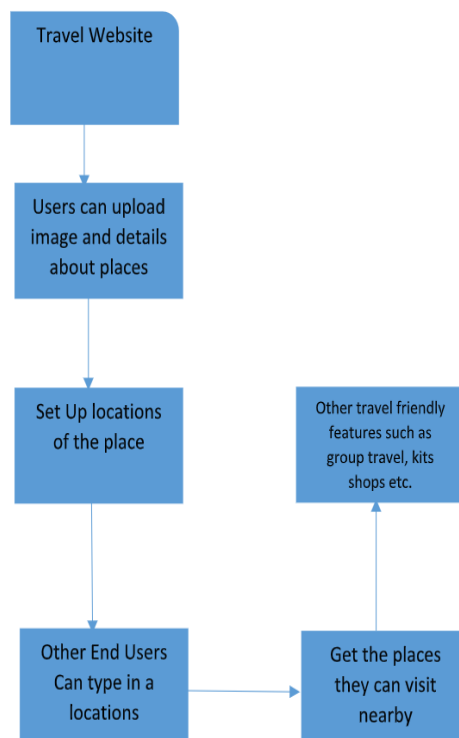 Travel Website
Users can upload
image and details
about places
Set Up locations
of the place
Other End Users
Can type in a
locations
Get the places
they can visit
nearby
Other travel friendly
features such as
group travel, kits
shops etc.